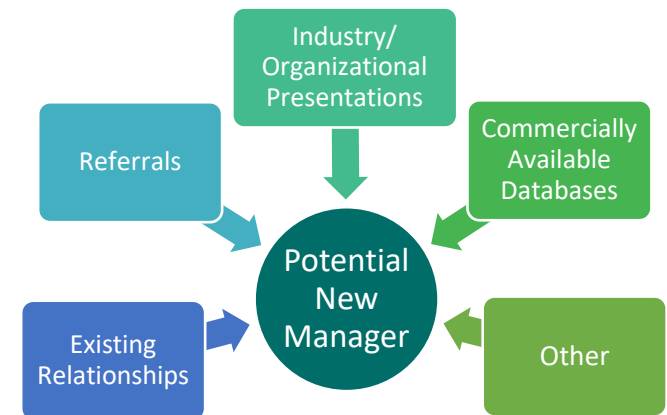 Industry/
Organizational
Presentations
Referrals
Commercially
Available
Databases
Potential
New
Manager
Existing
Relationships
Other